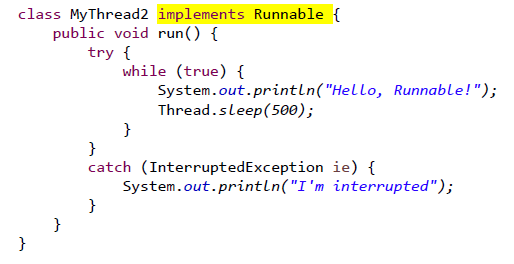 class MyThread2 implements Runnable {
    public void run() {
        try {
            while (true) {
                System.out.println("Hello, Runnable!");
                Thread.sleep(500);
            }
        }
        catch (InterruptedException ie) {
            System.out.println("I'm interrupted");
        }
    }
}